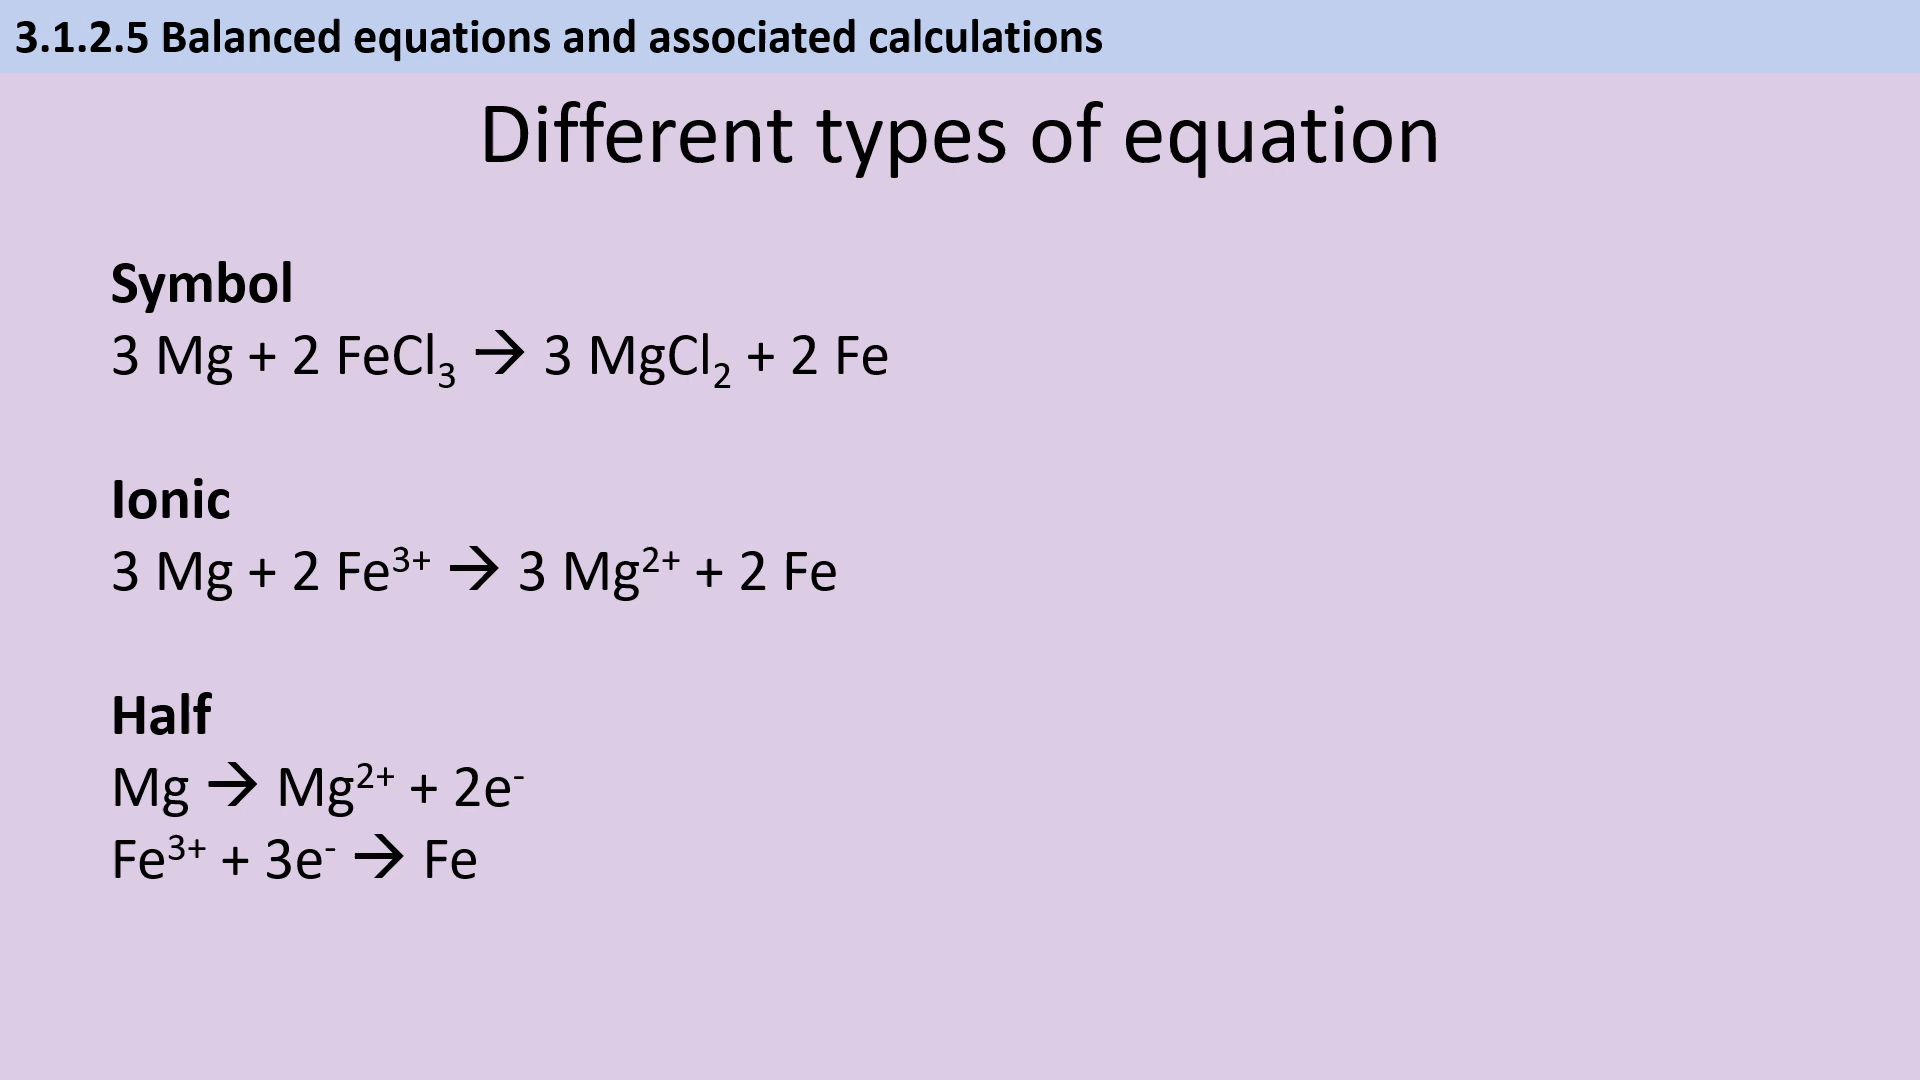 3.1.2.5 Balanced equations and associated calculations
Different types of equation
Symbol
3 Mg + 2 FeCl₃ → 3 MgCl₂ + 2 Fe
Ionic
3 Mg + 2 Fe³⁺ → 3 Mg²⁺ + 2 Fe
Half
Mg → Mg²⁺ + 2e⁻
Fe³⁺ + 3e⁻ → Fe